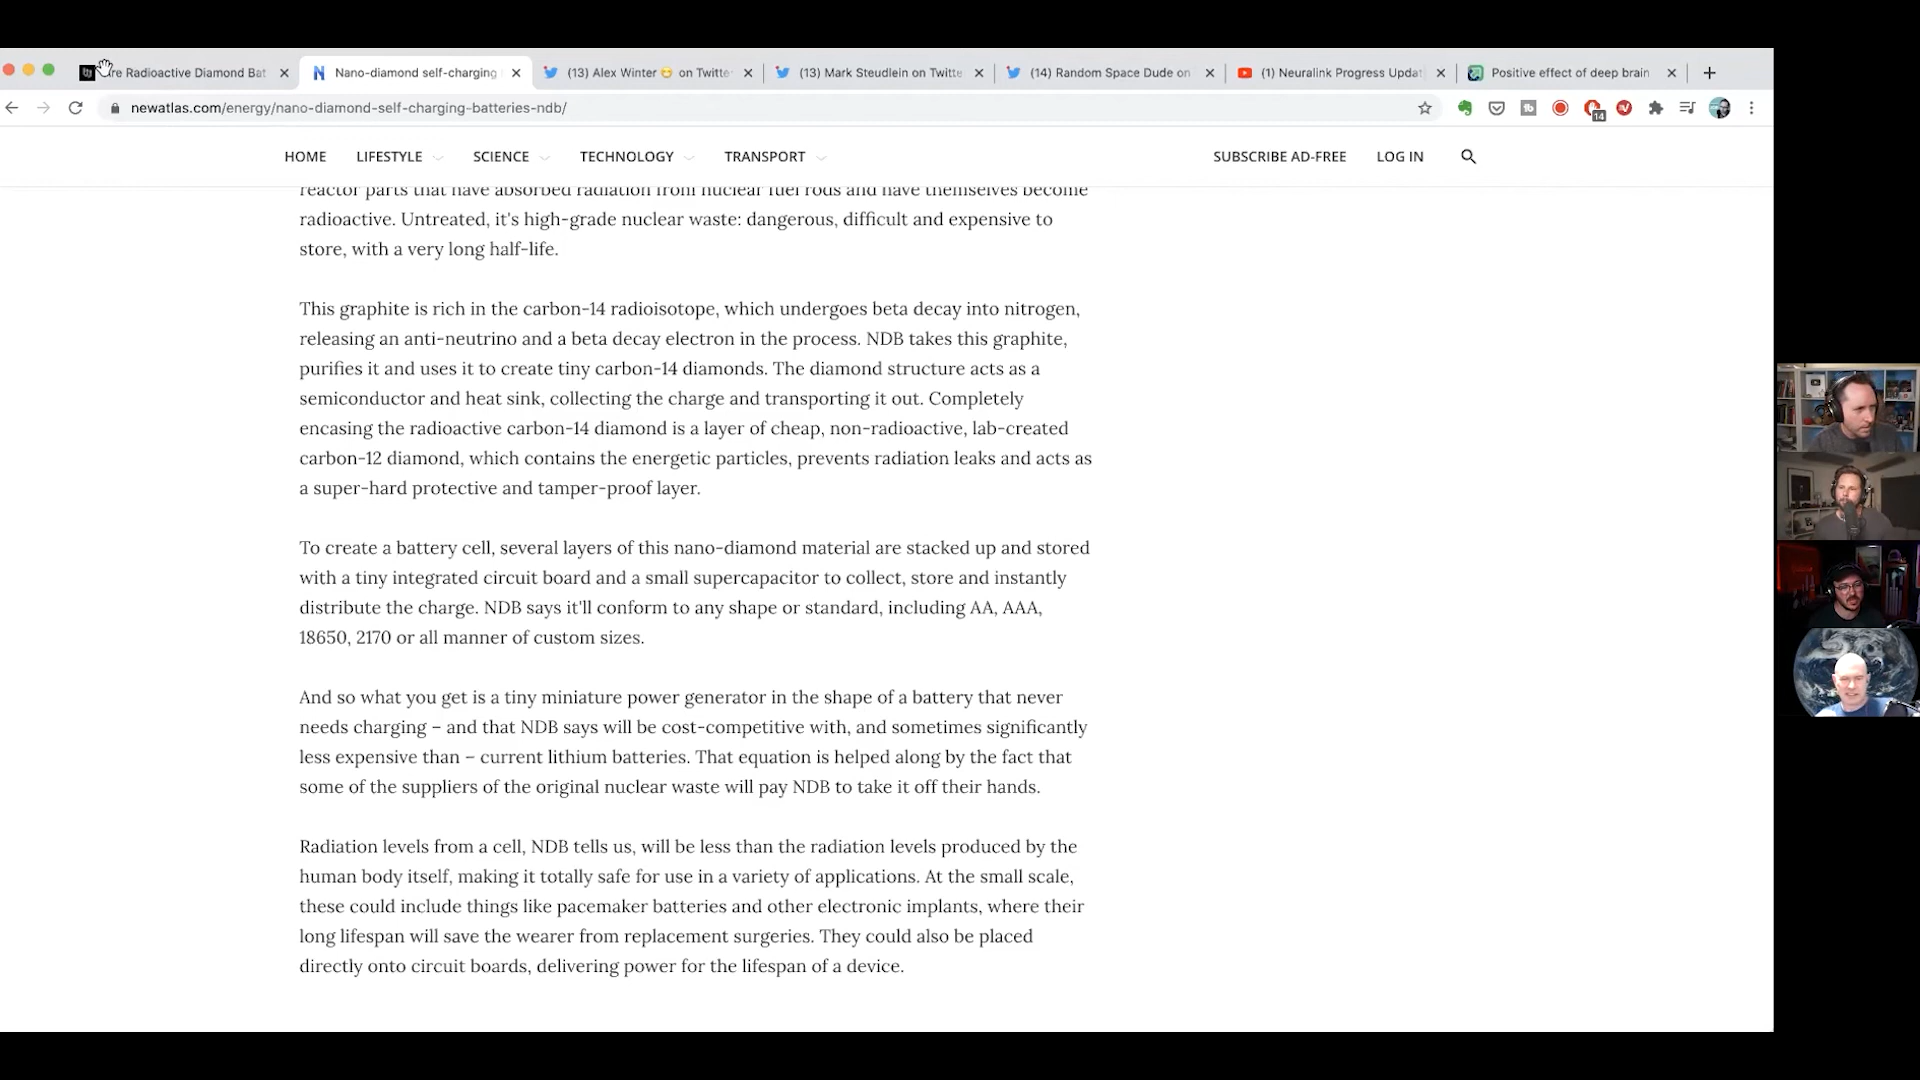 re Radioactive Diamond Bat
Nano-diamond self-charging
(13) Alex Winter 😁 on Twitte
(13) Mark Steudlein on Twitte
(14) Random Space Dude on
(1) Neuralink Progress Updat
Positive effect of deep brain
newatlas.com/energy/nano-diamond-self-charging-batteries-ndb/
14
HOME LIFESTYLE SCIENCE TECHNOLOGY TRANSPORT SUBSCRIBE AD-FREE LOG IN
reactor parts that have absorbed radiation from nuclear fuel rods and have themselves become
radioactive. Untreated, it's high-grade nuclear waste: dangerous, difficult and expensive to
store, with a very long half-life.
This graphite is rich in the carbon-14 radioisotope, which undergoes beta decay into nitrogen,
releasing an anti-neutrino and a beta decay electron in the process. NDB takes this graphite,
purifies it and uses it to create tiny carbon-14 diamonds. The diamond structure acts as a
semiconductor and heat sink, collecting the charge and transporting it out. Completely
encasing the radioactive carbon-14 diamond is a layer of cheap, non-radioactive, lab-created
carbon-12 diamond, which contains the energetic particles, prevents radiation leaks and acts as
a super-hard protective and tamper-proof layer.
To create a battery cell, several layers of this nano-diamond material are stacked up and stored
with a tiny integrated circuit board and a small supercapacitor to collect, store and instantly
distribute the charge. NDB says it'll conform to any shape or standard, including AA, AAA,
18650, 2170 or all manner of custom sizes.
And so what you get is a tiny miniature power generator in the shape of a battery that never
needs charging – and that NDB says will be cost-competitive with, and sometimes significantly
less expensive than – current lithium batteries. That equation is helped along by the fact that
some of the suppliers of the original nuclear waste will pay NDB to take it off their hands.
Radiation levels from a cell, NDB tells us, will be less than the radiation levels produced by the
human body itself, making it totally safe for use in a variety of applications. At the small scale,
these could include things like pacemaker batteries and other electronic implants, where their
long lifespan will save the wearer from replacement surgeries. They could also be placed
directly onto circuit boards, delivering power for the lifespan of a device.